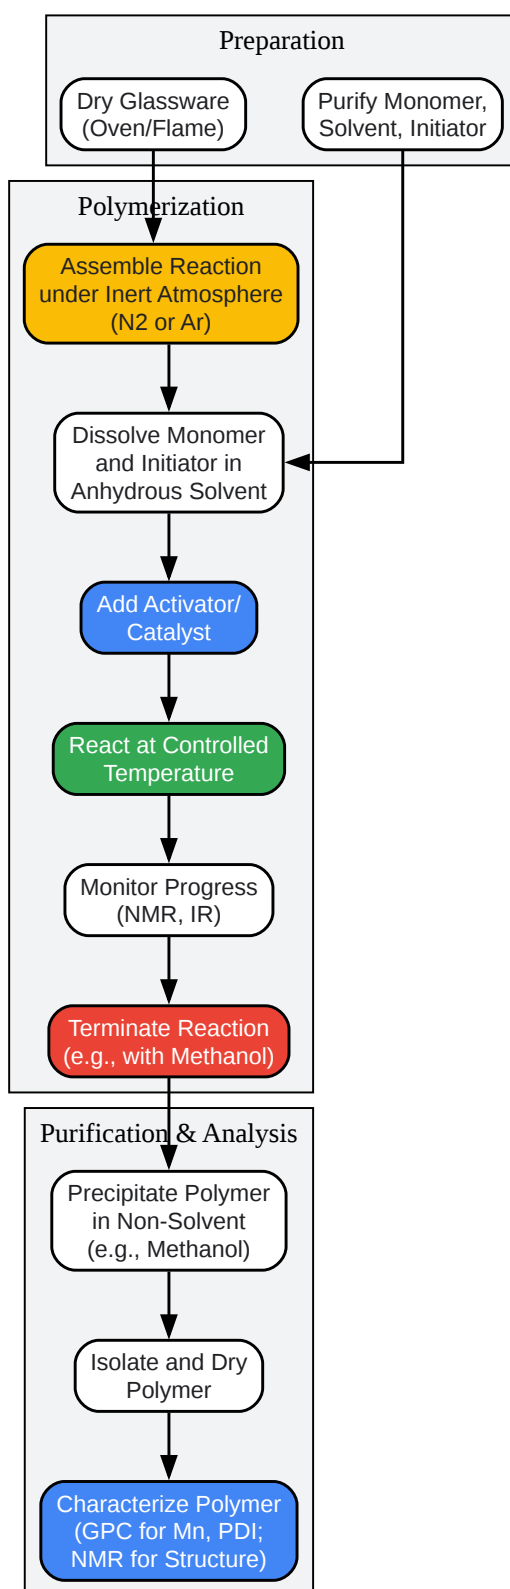 Preparation
Dry Glassware
(Oven/Flame)
Purify Monomer,
Solvent, Initiator
Polymerization
Assemble Reaction
under Inert Atmosphere
(N2 or Ar)
Dissolve Monomer
and Initiator in
Anhydrous Solvent
Add Activator/
Catalyst
React at Controlled
Temperature
Monitor Progress
(NMR, IR)
Terminate Reaction
(e.g., with Methanol)
Purification & Analysis
Precipitate Polymer
in Non-Solvent
(e.g., Methanol)
Isolate and Dry
Polymer
Characterize Polymer
(GPC for Mn, PDI;
NMR for Structure)